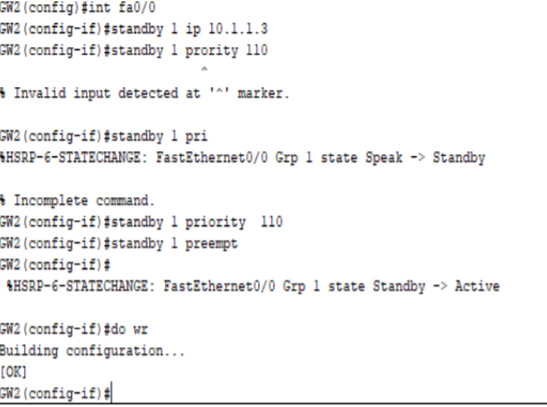 GW2(config)#int fa0/0
GW2(config-if)#standby 1 ip 10.1.1.3
GW2(config-if)#standby 1 prority 110
^
% Invalid input detected at '^' marker.
GW2(config-if)#standby 1 pri
%HSRP-6-STATECHANGE: FastEthernet0/0 Grp 1 state Speak -> Standby
% Incomplete command.
GW2(config-if)#standby 1 priority  110
GW2(config-if)#standby 1 preempt
GW2(config-if)#
%HSRP-6-STATECHANGE: FastEthernet0/0 Grp 1 state Standby -> Active
GW2(config-if)#do wr
Building configuration...
[OK]
GW2(config-if)#